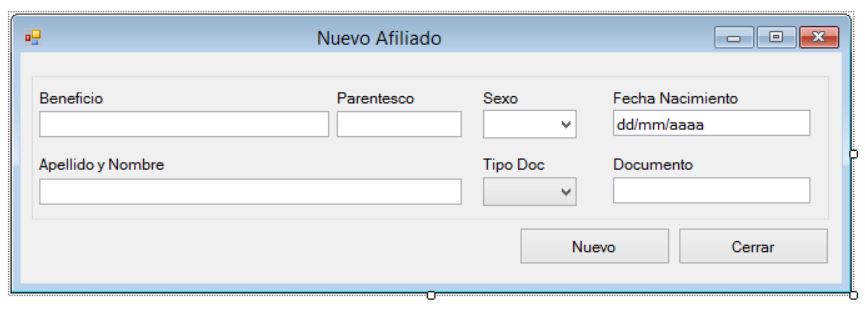 Nuevo Afiliado
Beneficio Parentesco Sexo Fecha Nacimiento
dd/mm/aaaa
Apellido y Nombre Tipo Doc Documento
Nuevo Cerrar